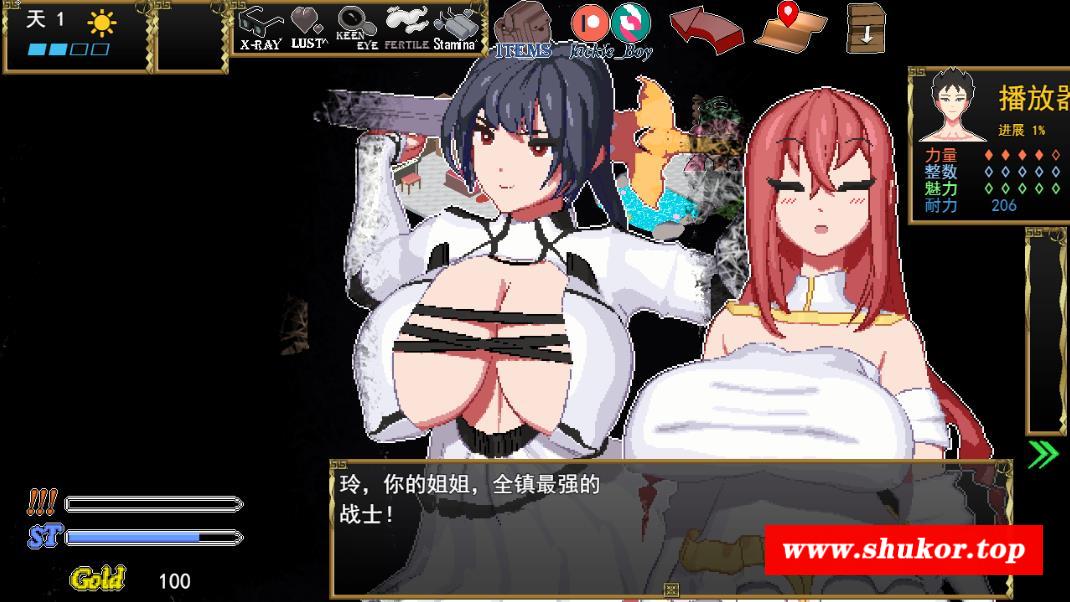 天 1
X-RAY
LUST
KEEN EYE
FERTILE
Stamina
ITEMS
Jackie_Boy
播放器
进展 1%
力量
整数
魅力
耐力 206
玲，你的姐姐，全镇最强的
战士！
!!!
ST
Gold 100
www.shukor.top